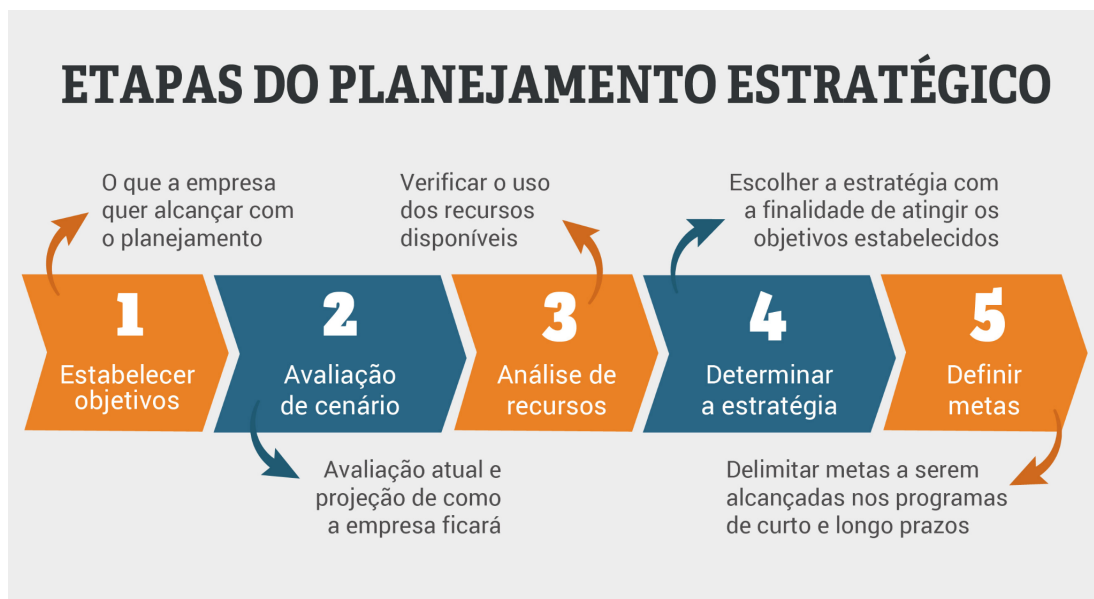 ETAPAS DO PLANEJAMENTO ESTRATÉGICO
O que a empresa
quer alcançar com
o planejamento
1
Estabelecer
objetivos
2
Avaliação
de cenário
Avaliação atual e
projeção de como
a empresa ficará
Verificar o uso
dos recursos
disponíveis
3
Análise de
recursos
Escolher a estratégia com
a finalidade de atingir os
objetivos estabelecidos
4
Determinar
a estratégia
5
Definir
metas
Delimitar metas a serem
alcançadas nos programas
de curto e longo prazos